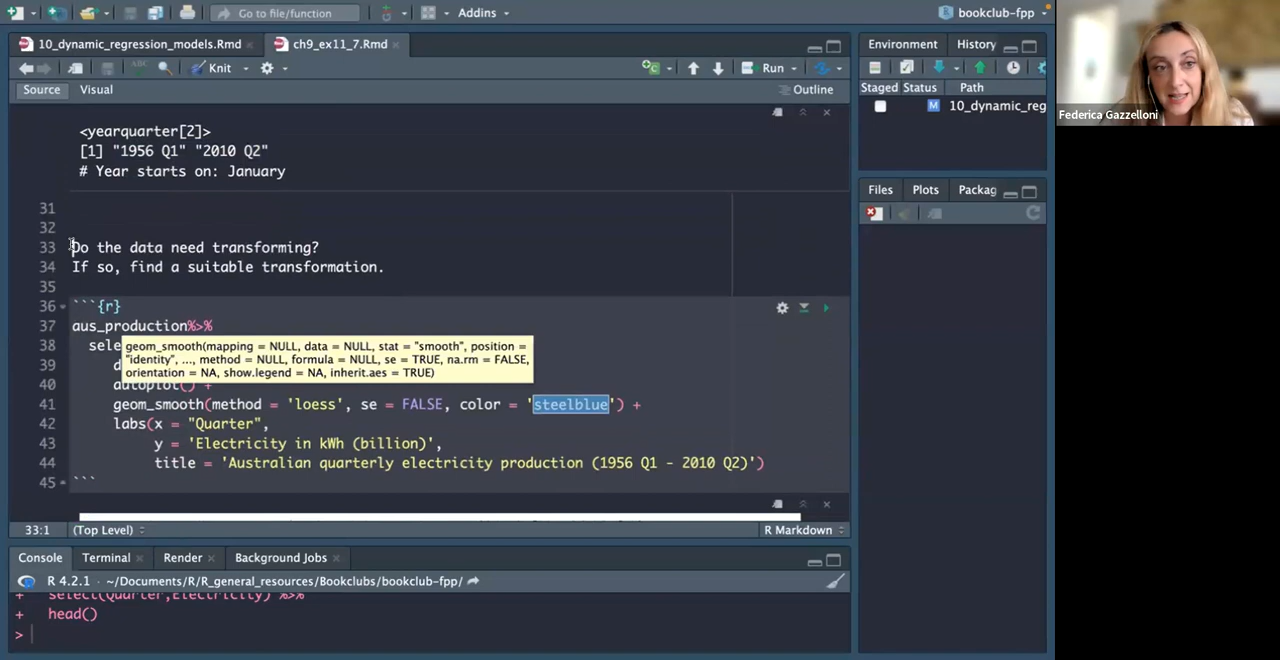 Go to file/function
Addins
bookclub-fpp
10_dynamic_regression_models.Rmd
ch9_ex11_7.Rmd
ABC
Knit
Run
Source
Visual
Outline
<yearquarter[2]>
[1] "1956 Q1" "2010 Q2"
# Year starts on: January
31
32
33 Do the data need transforming?
34 If so, find a suitable transformation.
35
36 ```{r}
37 aus_production%>%
38 sele
geom_smooth(mapping = NULL, data = NULL, stat = "smooth", position =
"identity", ..., method = NULL, formula = NULL, se = TRUE, na.rm = FALSE,
orientation = NA, show.legend = NA, inherit.aes = TRUE)
39
40 autoplot() +
41 geom_smooth(method = 'loess', se = FALSE, color = 'steelblue') +
42 labs(x = "Quarter",
43 y = 'Electricity in kWh (billion)',
44 title = 'Australian quarterly electricity production (1956 Q1 - 2010 Q2)')
45 ```
33:1
(Top Level)
R Markdown
Console
Terminal
Render
Background Jobs
R 4.2.1 · ~/Documents/R/R_general_resources/Bookclubs/bookclub-fpp/
+ select(Quarter,Electricity) %>%
+ head()
>
Environment
History
Staged Status Path
M 10_dynamic_reg
Files
Plots
Packag
Federica Gazzelloni